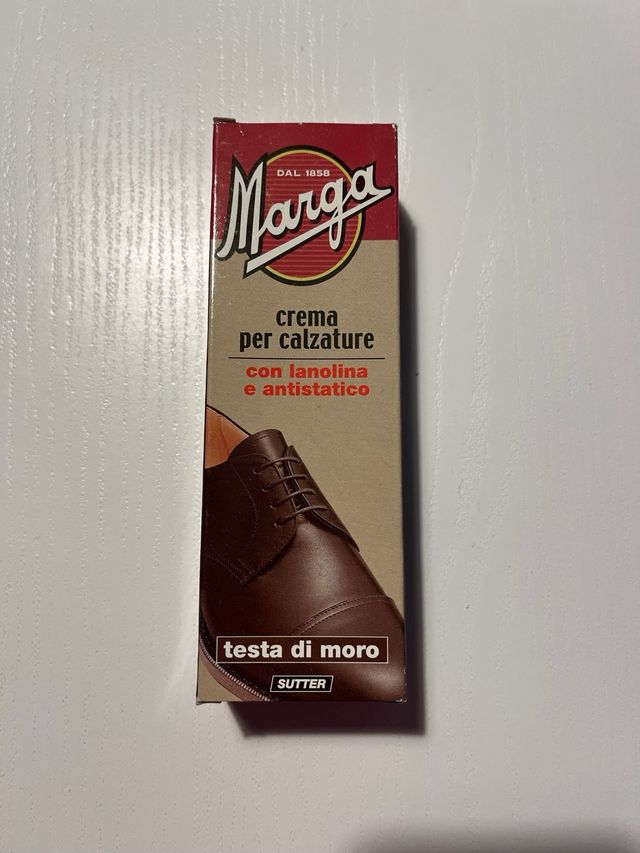 DAL 1858
Marga
crema
per calzature
con lanolina
e antistatico
testa di moro
SUTTER